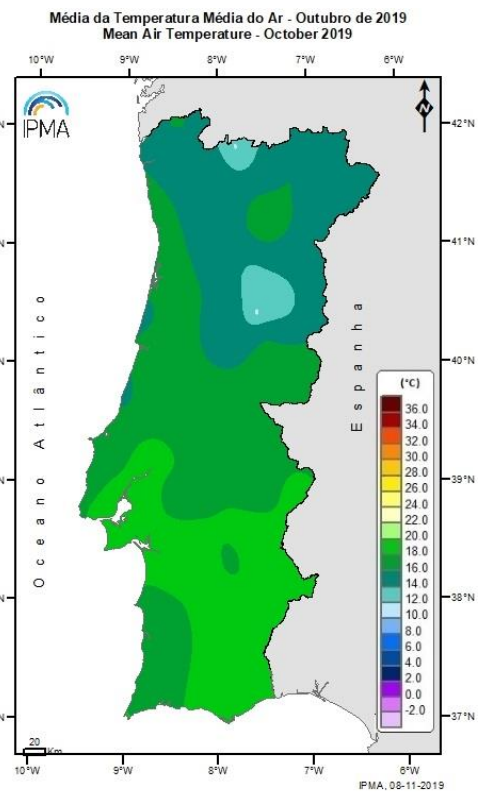 Média da Temperatura Média do Ar - Outubro de 2019
Mean Air Temperature - October 2019
10°W 9°W 8°W 7°W 6°W
IPMA
N
42°N
41°N
40°N
39°N
38°N
37°N
Oceano Atlântico
Espanha
(°C)
36.0
34.0
32.0
30.0
28.0
26.0
24.0
22.0
20.0
18.0
16.0
14.0
12.0
10.0
8.0
6.0
4.0
2.0
0.0
-2.0
20
Km
10°W 9°W 8°W 7°W 6°W
IPMA, 08-11-2019